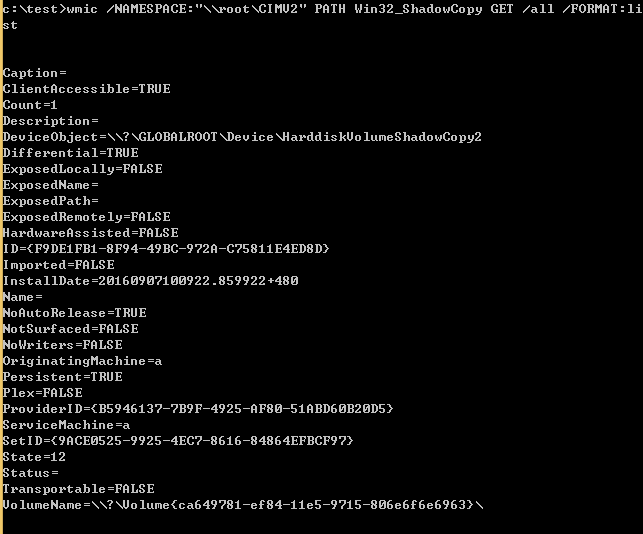 c:\test>wmic /NAMESPACE:"\\root\CIMV2" PATH Win32_ShadowCopy GET /all /FORMAT:li
st
Caption=
ClientAccessible=TRUE
Count=1
Description=
DeviceObject=\\?\GLOBALROOT\Device\HarddiskVolumeShadowCopy2
Differential=TRUE
ExposedLocally=FALSE
ExposedName=
ExposedPath=
ExposedRemotely=FALSE
HardwareAssisted=FALSE
ID={F9DE1FB1-8F94-49BC-972A-C75811E4ED8D}
Imported=FALSE
InstallDate=20160907100922.859922+480
Name=
NoAutoRelease=TRUE
NotSurfaced=FALSE
NoWriters=FALSE
OriginatingMachine=a
Persistent=TRUE
Plex=FALSE
ProviderID={B5946137-7B9F-4925-AF80-51ABD60B20D5}
ServiceMachine=a
SetID={9ACE0525-9925-4EC7-8616-84864EFBCF97}
State=12
Status=
Transportable=FALSE
VolumeName=\\?\Volume{ca649781-ef84-11e5-9715-806e6f6e6963}\